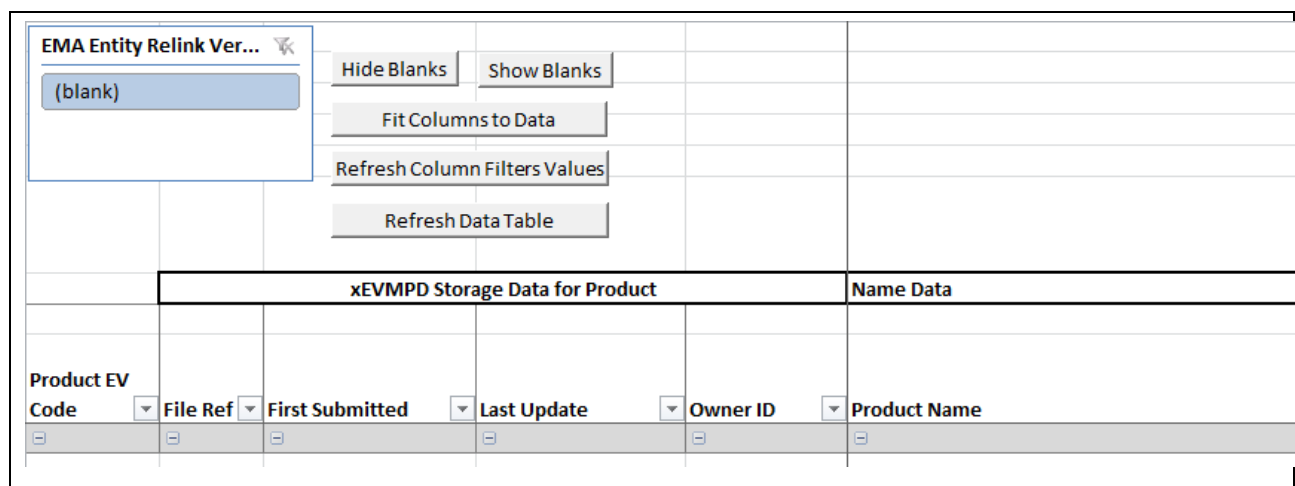 EMA Entity Relink Ver...
(blank)
Hide Blanks Show Blanks
Fit Columns to Data
Refresh Column Filters Values
Refresh Data Table
xEVMPD Storage Data for Product Name Data
Product EV
Code File Ref First Submitted Last Update Owner ID Product Name